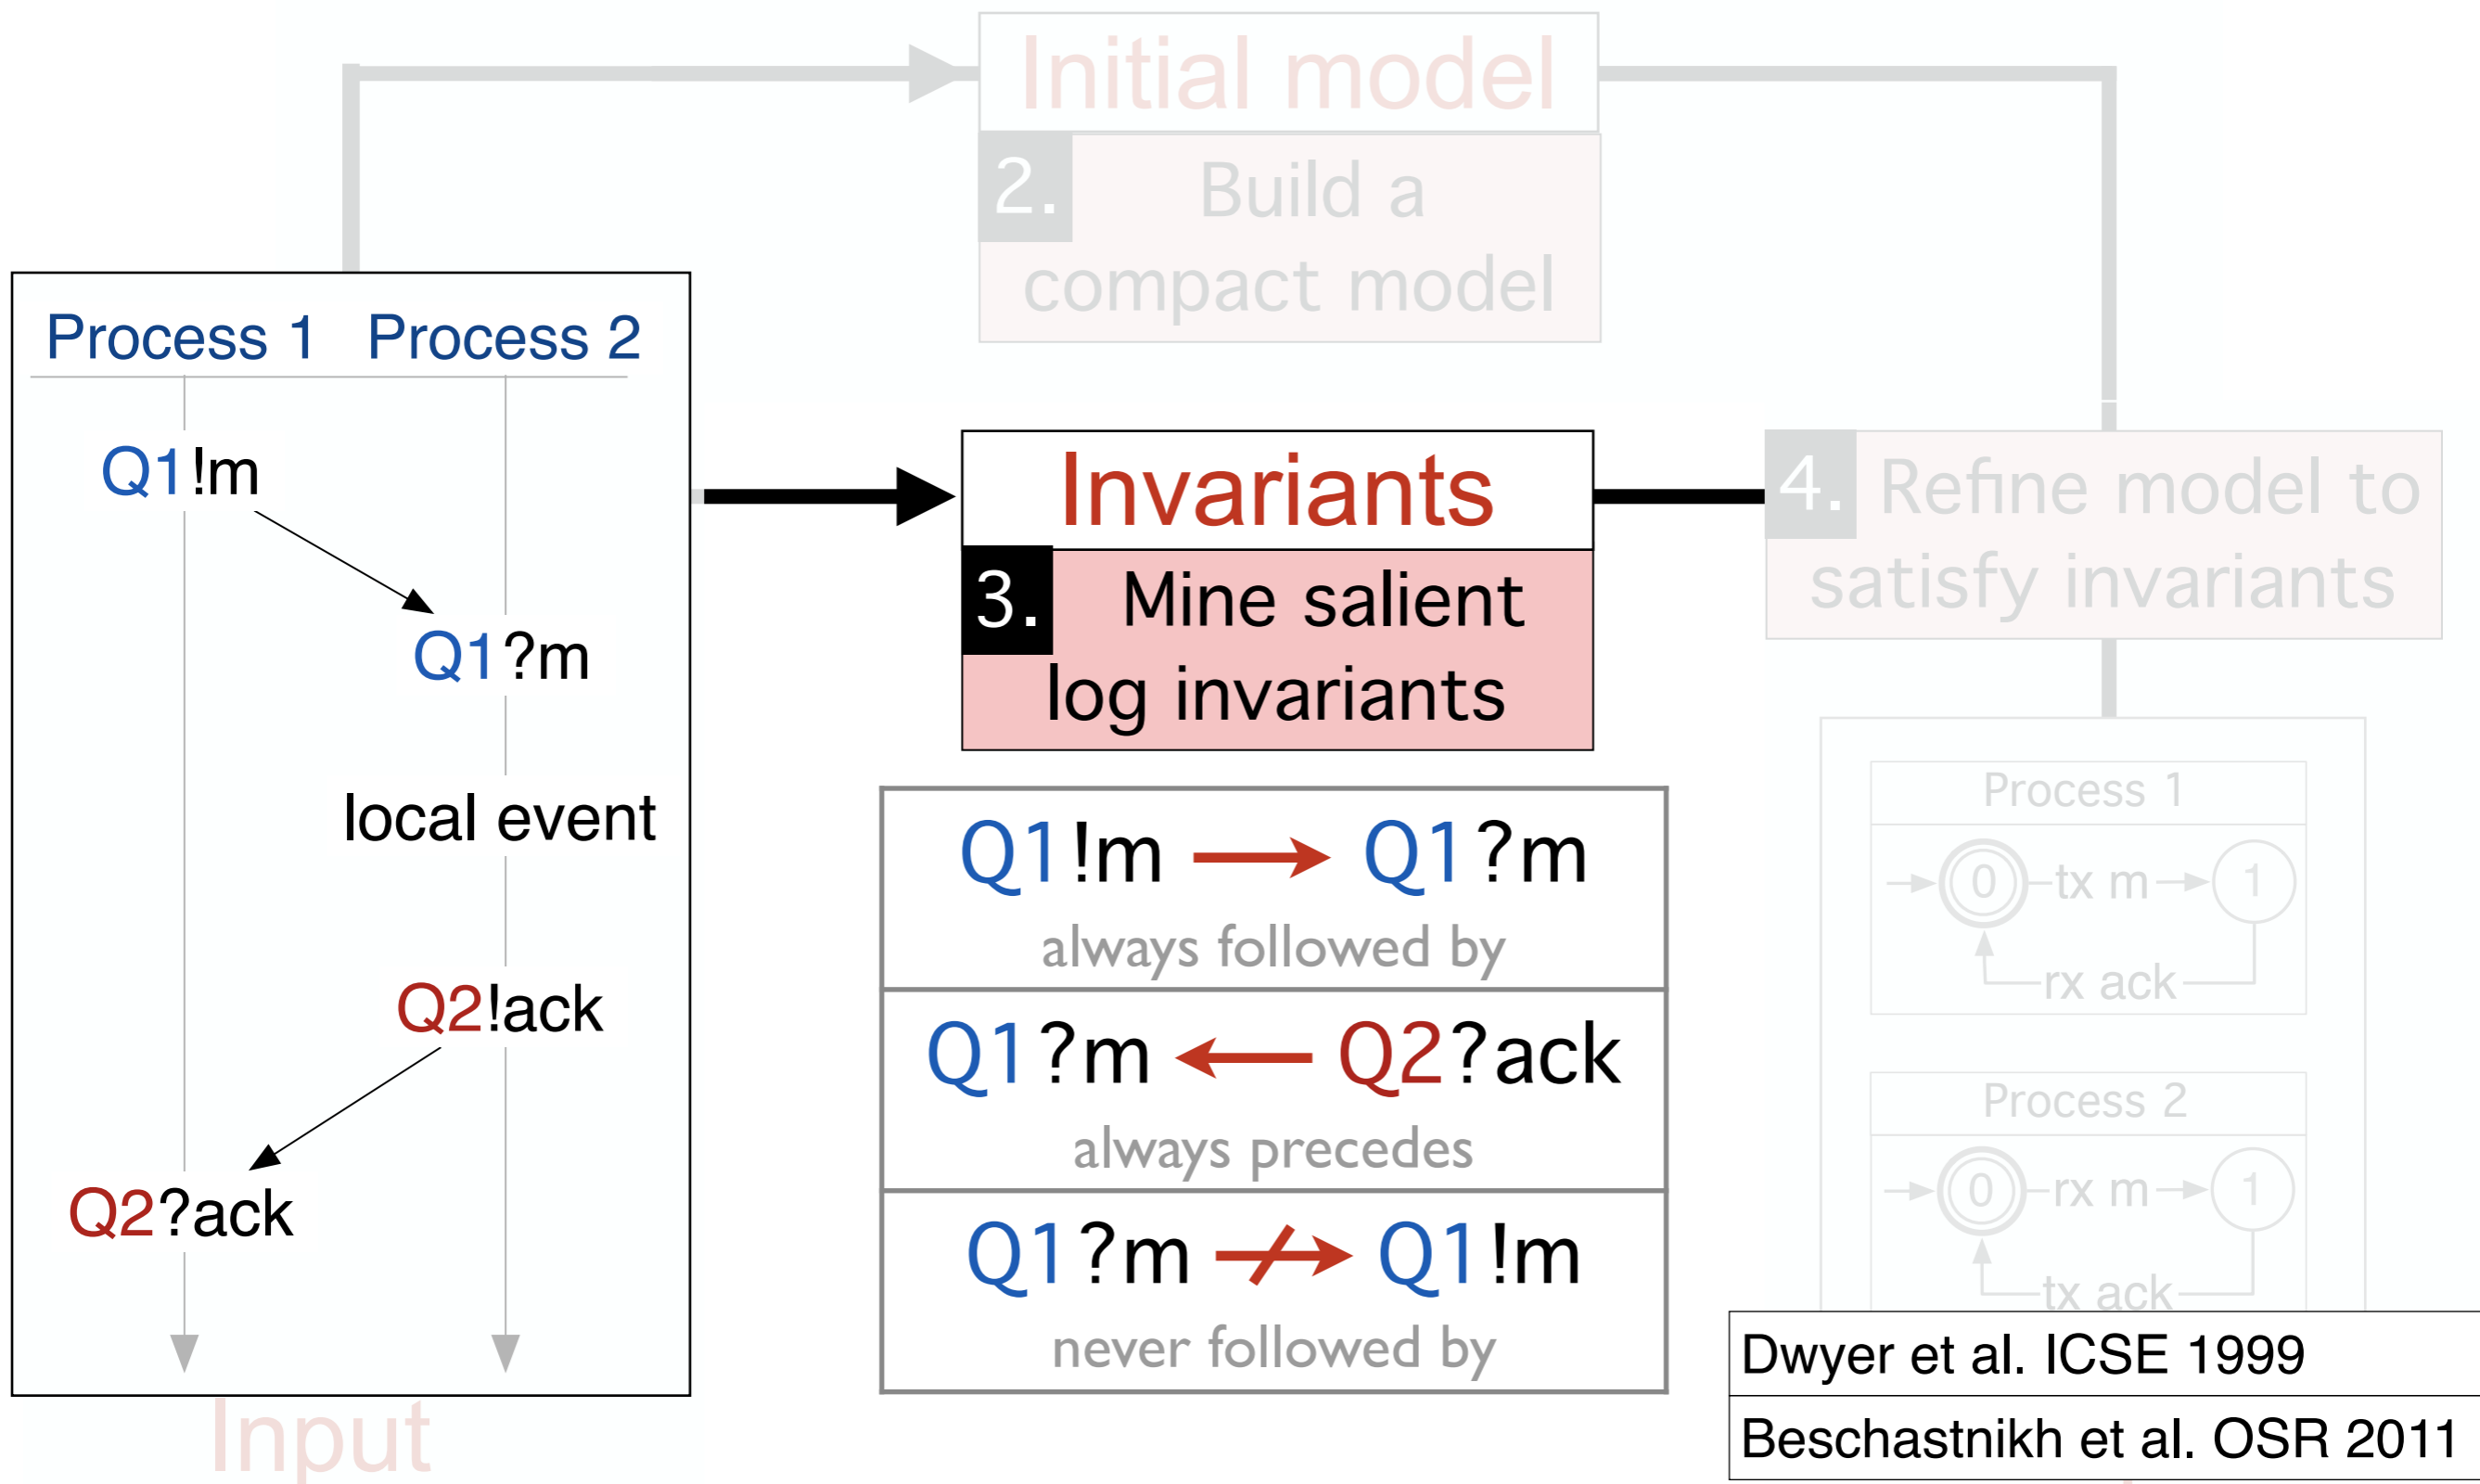 Initial model
2. Build a
compact model
Process 1 Process 2
Q1!m
Q1?m
local event
Q2!ack
Q2?ack
Input
Invariants
3. Mine salient
log invariants
Q1!m → Q1?m
always followed by
Q1?m ← Q2?ack
always precedes
Q1?m ↛ Q1!m
never followed by
4. Refine model to
satisfy invariants
Process 1
0 tx m 1
rx ack
Process 2
0 rx m 1
tx ack
Dwyer et al. ICSE 1999
Beschastnikh et al. OSR 2011